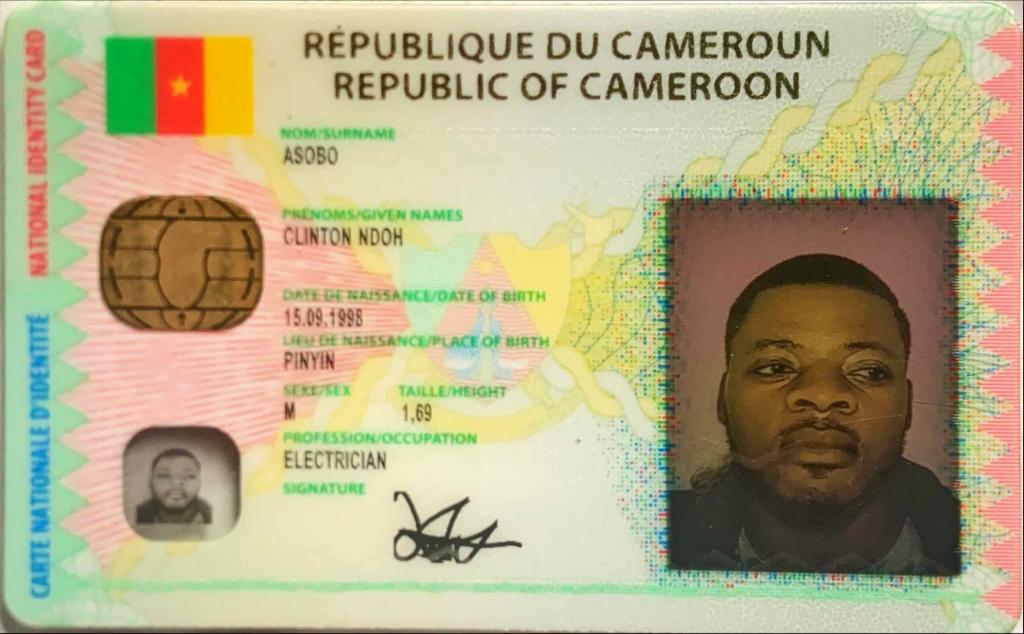 RÉPUBLIQUE DU CAMEROUN
REPUBLIC OF CAMEROON
NATIONAL IDENTITY CARD
CARTE NATIONALE D'IDENTITÉ
NOM/SURNAME
ASOBO
PRÉNOMS/GIVEN NAMES
CLINTON NDOH
DATE DE NAISSANCE/DATE OF BIRTH
15.09.1998
LIEU DE NAISSANCE/PLACE OF BIRTH
PINYIN
SEXE/SEX TAILLE/HEIGHT
M 1,69
PROFESSION/OCCUPATION
ELECTRICIAN
SIGNATURE